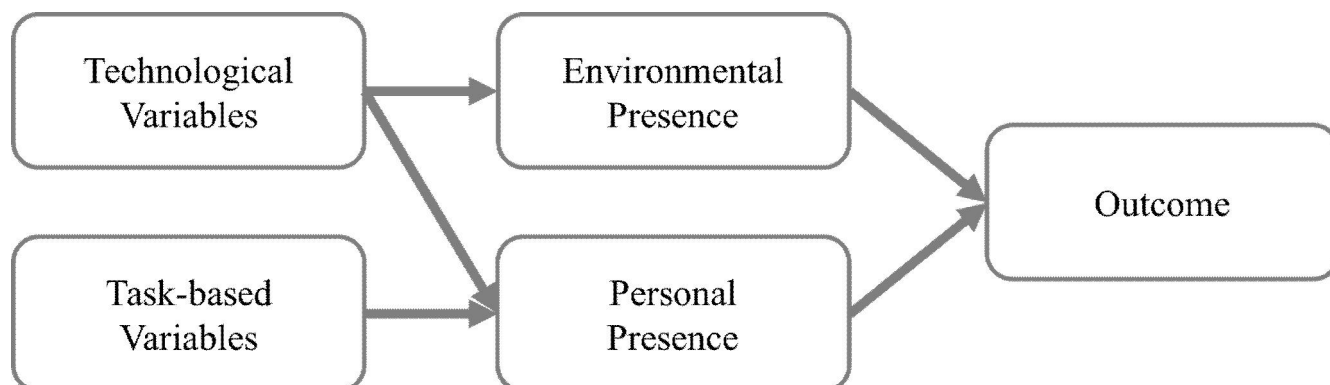 Technological
Variables
Environmental
Presence
Outcome
Task-based
Variables
Personal
Presence